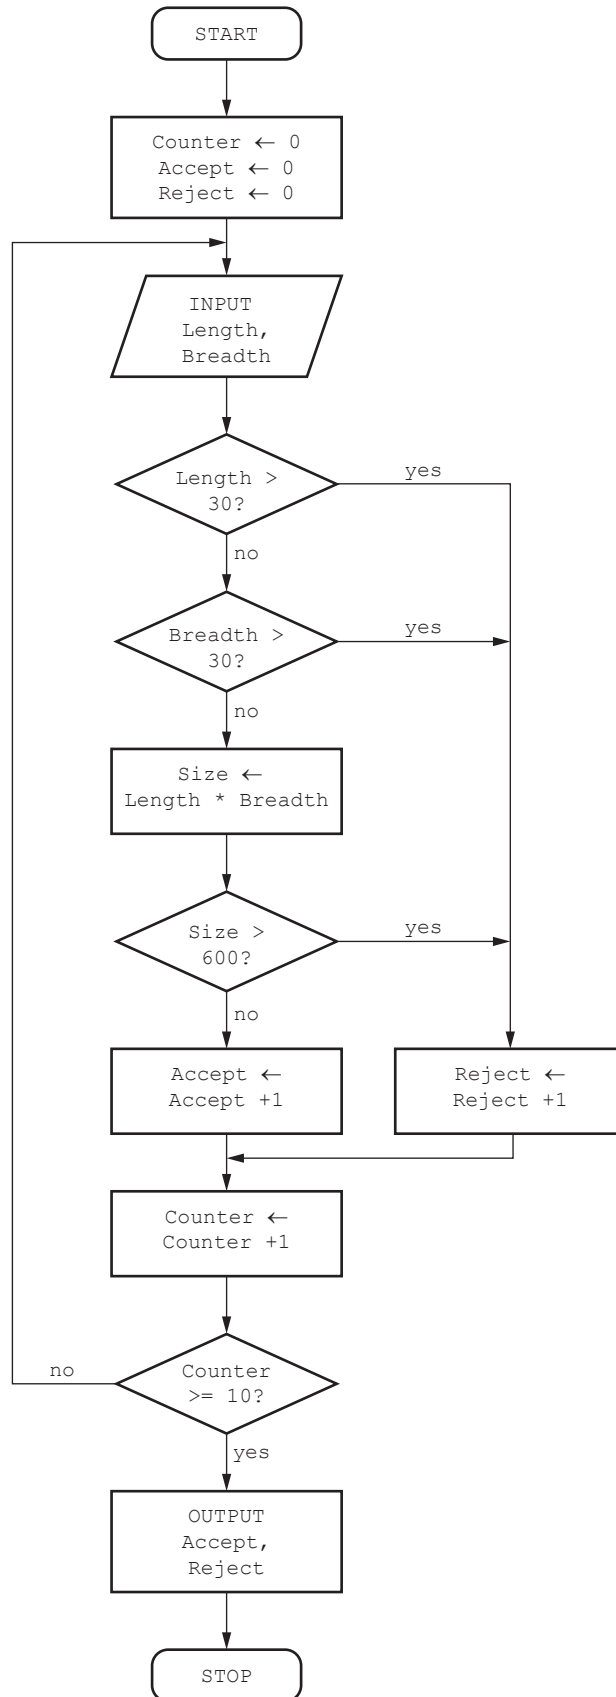 START
Counter ← 0
Accept ← 0
Reject ← 0
INPUT
Length,
Breadth
Length >
30?
yes
no
Breadth >
30?
yes
no
Size ←
Length * Breadth
Size >
600?
yes
no
Accept ←
Accept +1
Reject ←
Reject +1
Counter ←
Counter +1
Counter
>= 10?
no
yes
OUTPUT
Accept,
Reject
STOP